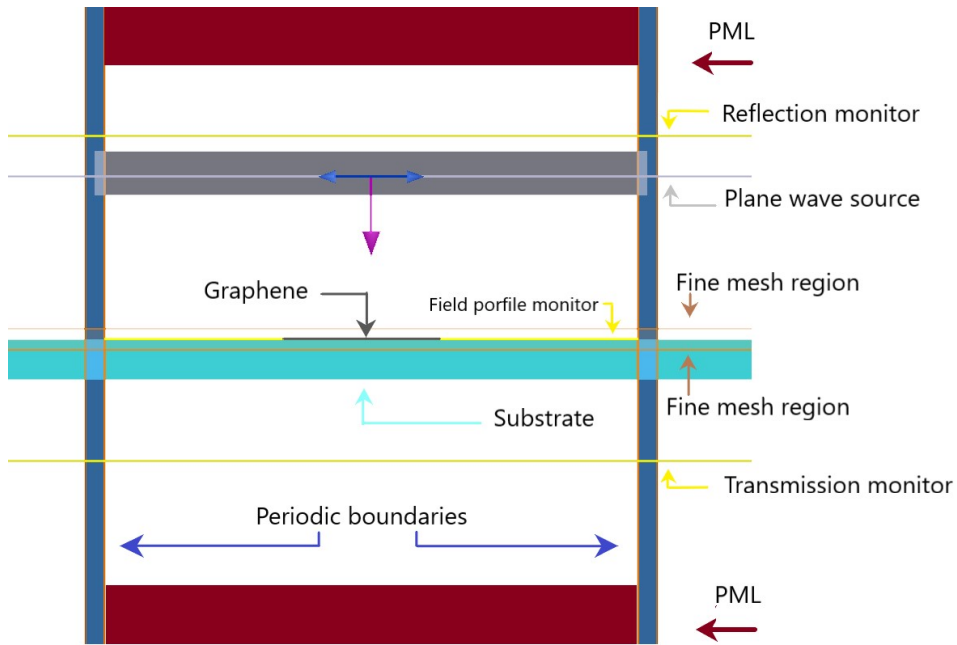 PML
Reflection monitor
Plane wave source
Graphene
Field porfile monitor
Fine mesh region
Fine mesh region
Substrate
Transmission monitor
Periodic boundaries
PML